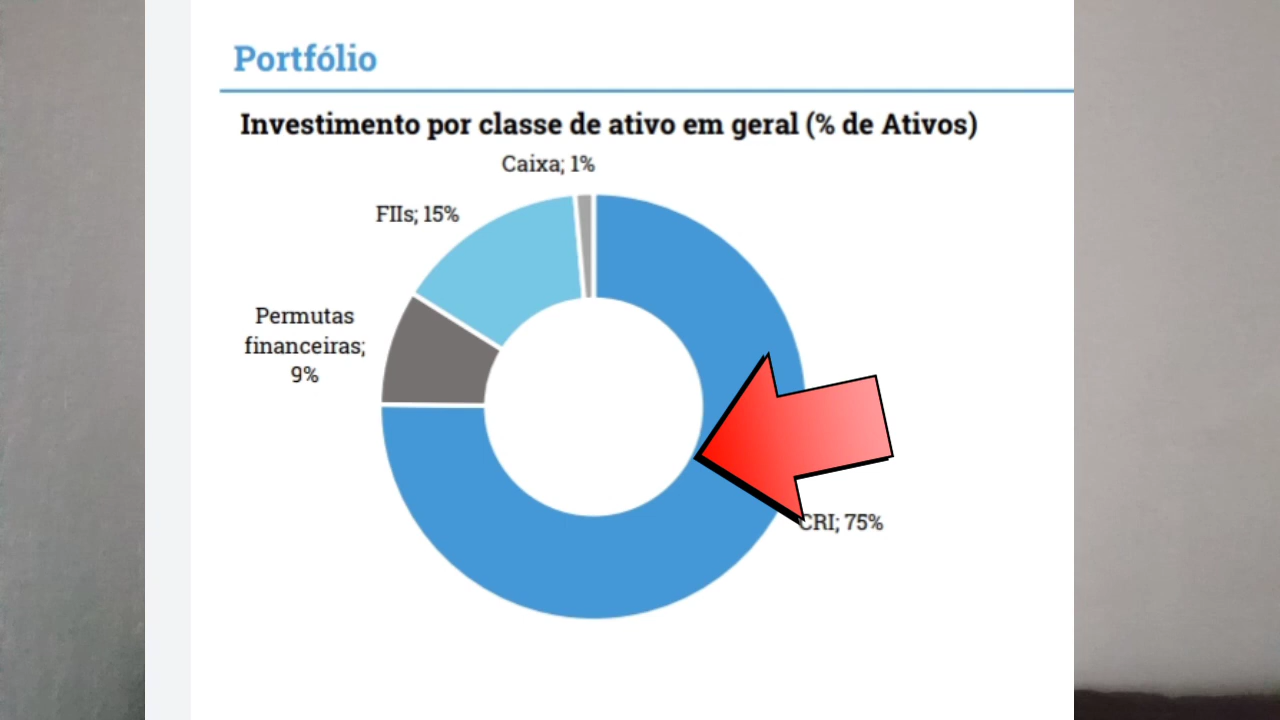 Portfólio
Investimento por classe de ativo em geral (% de Ativos)
Caixa; 1%
FIIs; 15%
Permutas
financeiras;
9%
CRI; 75%